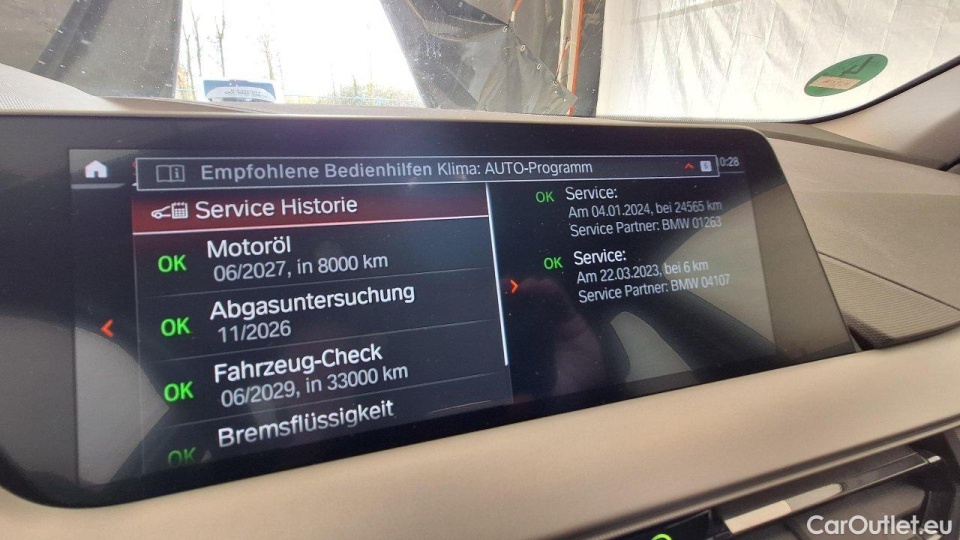 Empfohlene Bedienhilfen Klima: AUTO-Programm
6
0:28
Service Historie
OK
Motoröl
06/2027, in 8000 km
OK
Abgasuntersuchung
11/2026
OK
Fahrzeug-Check
06/2029, in 33000 km
OK
Bremsflüssigkeit
OK
Service:
Am 04.01.2024, bei 24565 km
Service Partner: BMW 01263
OK
Service:
Am 22.03.2023, bei 6 km
Service Partner: BMW 04107
CarOutlet.eu